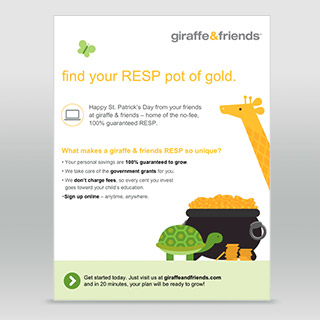 giraffe&friends®
find your RESP pot of gold.
Happy St. Patrick's Day from your friends
at giraffe & friends – home of the no-fee,
100% guaranteed RESP.
What makes a giraffe & friends RESP so unique?
• Your personal savings are 100% guaranteed to grow
• We take care of the government grants for you.
• We don't charge fees, so every cent you invest
goes toward your child's education.
• Sign up online – anytime, anywhere.
Get started today. Just visit us at giraffeandfriends.com
and in 20 minutes, your plan will be ready to grow!